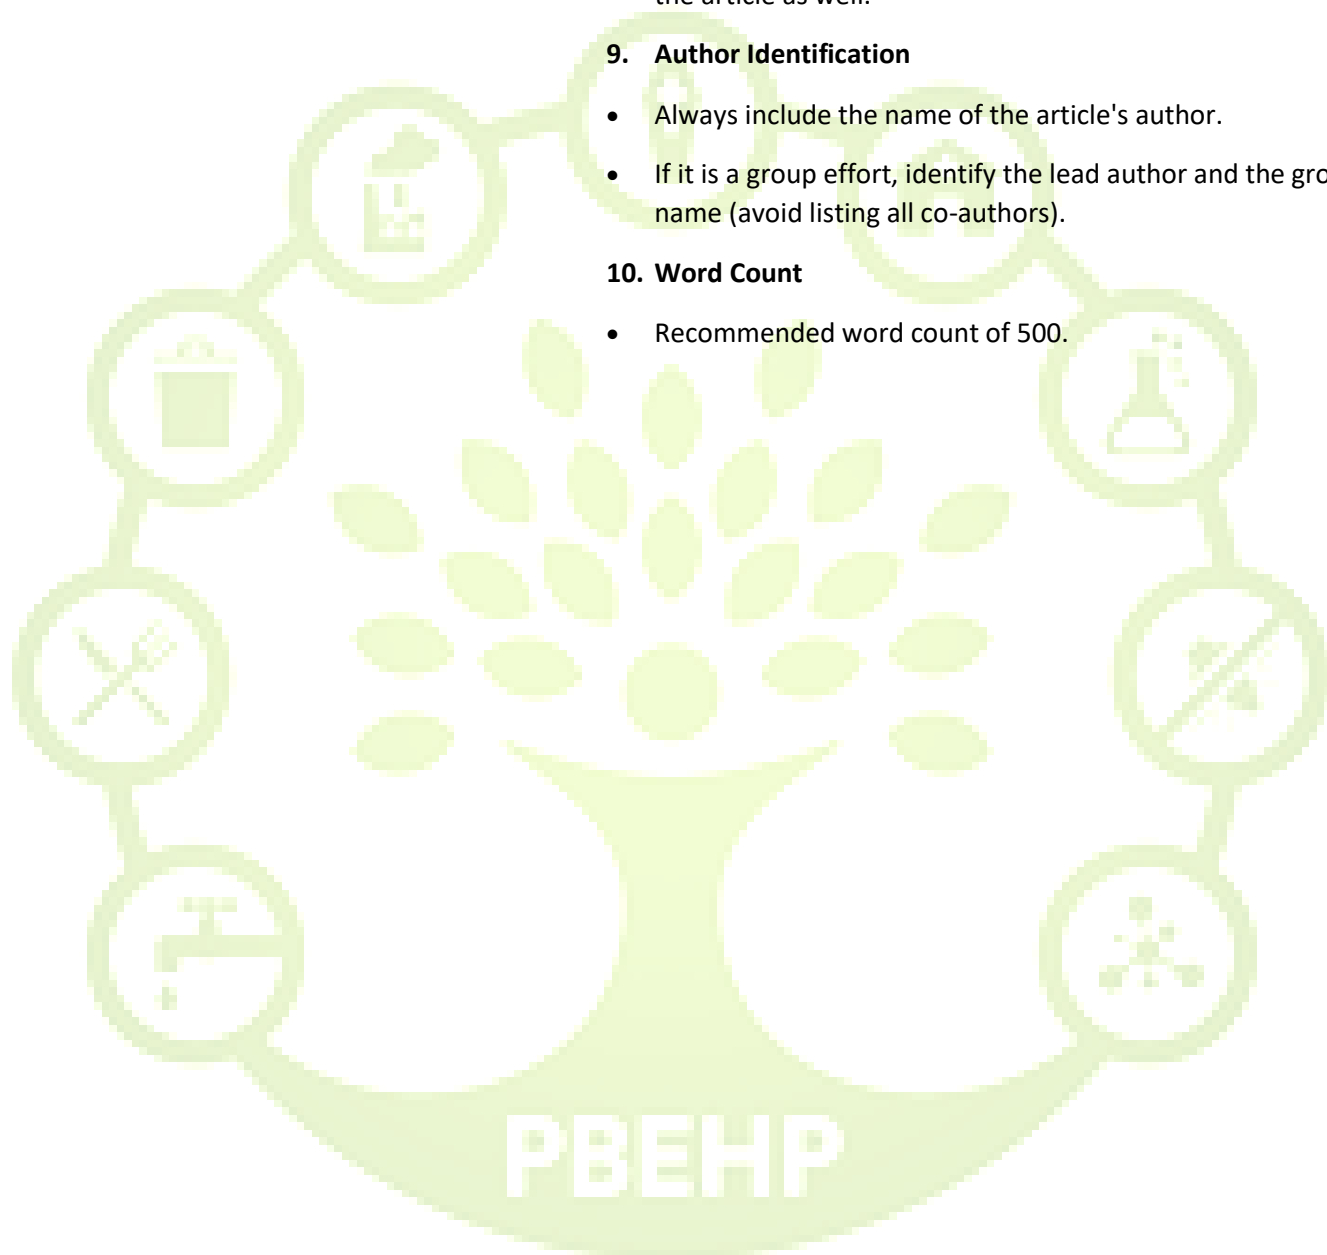 the article as well.
9. Author Identification
• Always include the name of the article's author.
• If it is a group effort, identify the lead author and the gro
name (avoid listing all co-authors).
10. Word Count
• Recommended word count of 500.
PBEHP